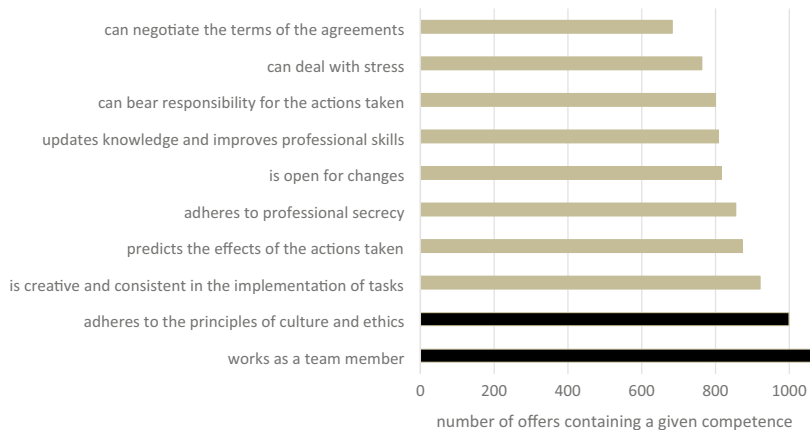 can negotiate the terms of the agreements
can deal with stress
can bear responsibility for the actions taken
updates knowledge and improves professional skills
is open for changes
adheres to professional secrecy
predicts the effects of the actions taken
is creative and consistent in the implementation of tasks
adheres to the principles of culture and ethics
works as a team member
0 200 400 600 800 1000
number of offers containing a given competence